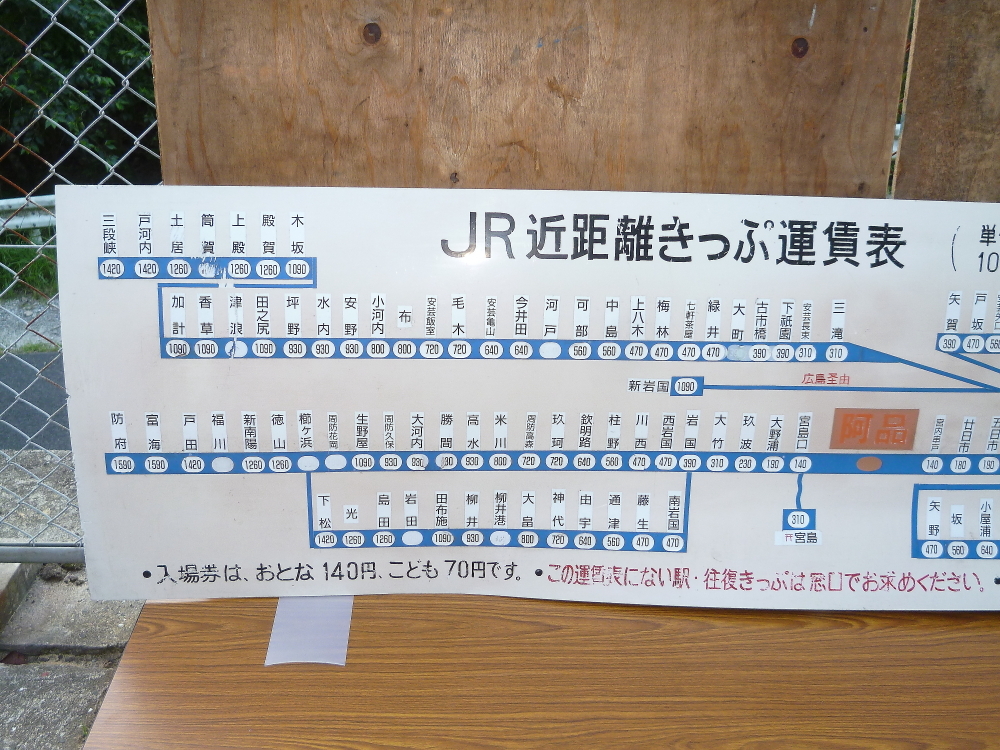 JR近距離きっぷ運賃表
(単
10
三段峡 戸河内 土居 筒賀 上殿 殿賀 木坂
1420 1420 1260 1260 1260 1090
加計 香草 津浪 田之尻 坪野 水内 安野 小河内 布 安芸飯室 毛木 安芸亀山 今井田 河戸 可部 中島 上八木 梅林 七軒茶屋 緑井 大町 古市橋 下祇園 安芸長束 三滝
1090 1090 1090 930 930 930 800 800 720 720 640 640 560 560 470 470 470 470 390 390 310 310
矢賀 戸坂
390 470 560
新岩国 1090 広島経由
防府 富海 戸田 福川 新南陽 徳山 櫛ケ浜 周防花岡 生野屋 周防久保 大河内 勝間 高水 米川 周防高森 玖珂 欽明路 柱野 川西 西岩国 岩国 大竹 玖波 大野浦 宮島口 阿品 宮内串戸 廿日市 五日市
1580 1590 1420 1260 1260 1090 930 930 930 930 800 720 720 640 560 470 470 390 310 230 190 140 140 180 190
下松 光 島田 岩田 田布施 柳井 柳井港 大畠 神代 由宇 通津 藤生 南岩国
1420 1260 1260 1090 930 800 720 640 560 470 470
310
宮島
矢野 坂 小屋浦
470 560 640
•入場券は、おとな140円、こども70円です。•この運賃表にない駅・往復きっぷは窓口でお求めください。•